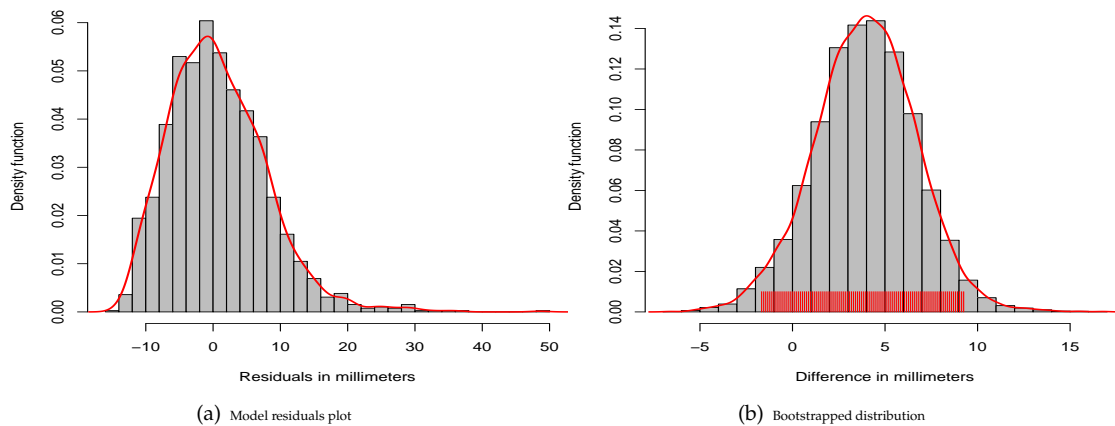 Density function
0.00 0.01 0.02 0.03 0.04 0.05 0.06
−10 0 10 20 30 40 50
Residuals in millimeters
(a) Model residuals plot
Density function
0.00 0.02 0.04 0.06 0.08 0.10 0.12 0.14
−5 0 5 10 15
Difference in millimeters
(b) Bootstrapped distribution